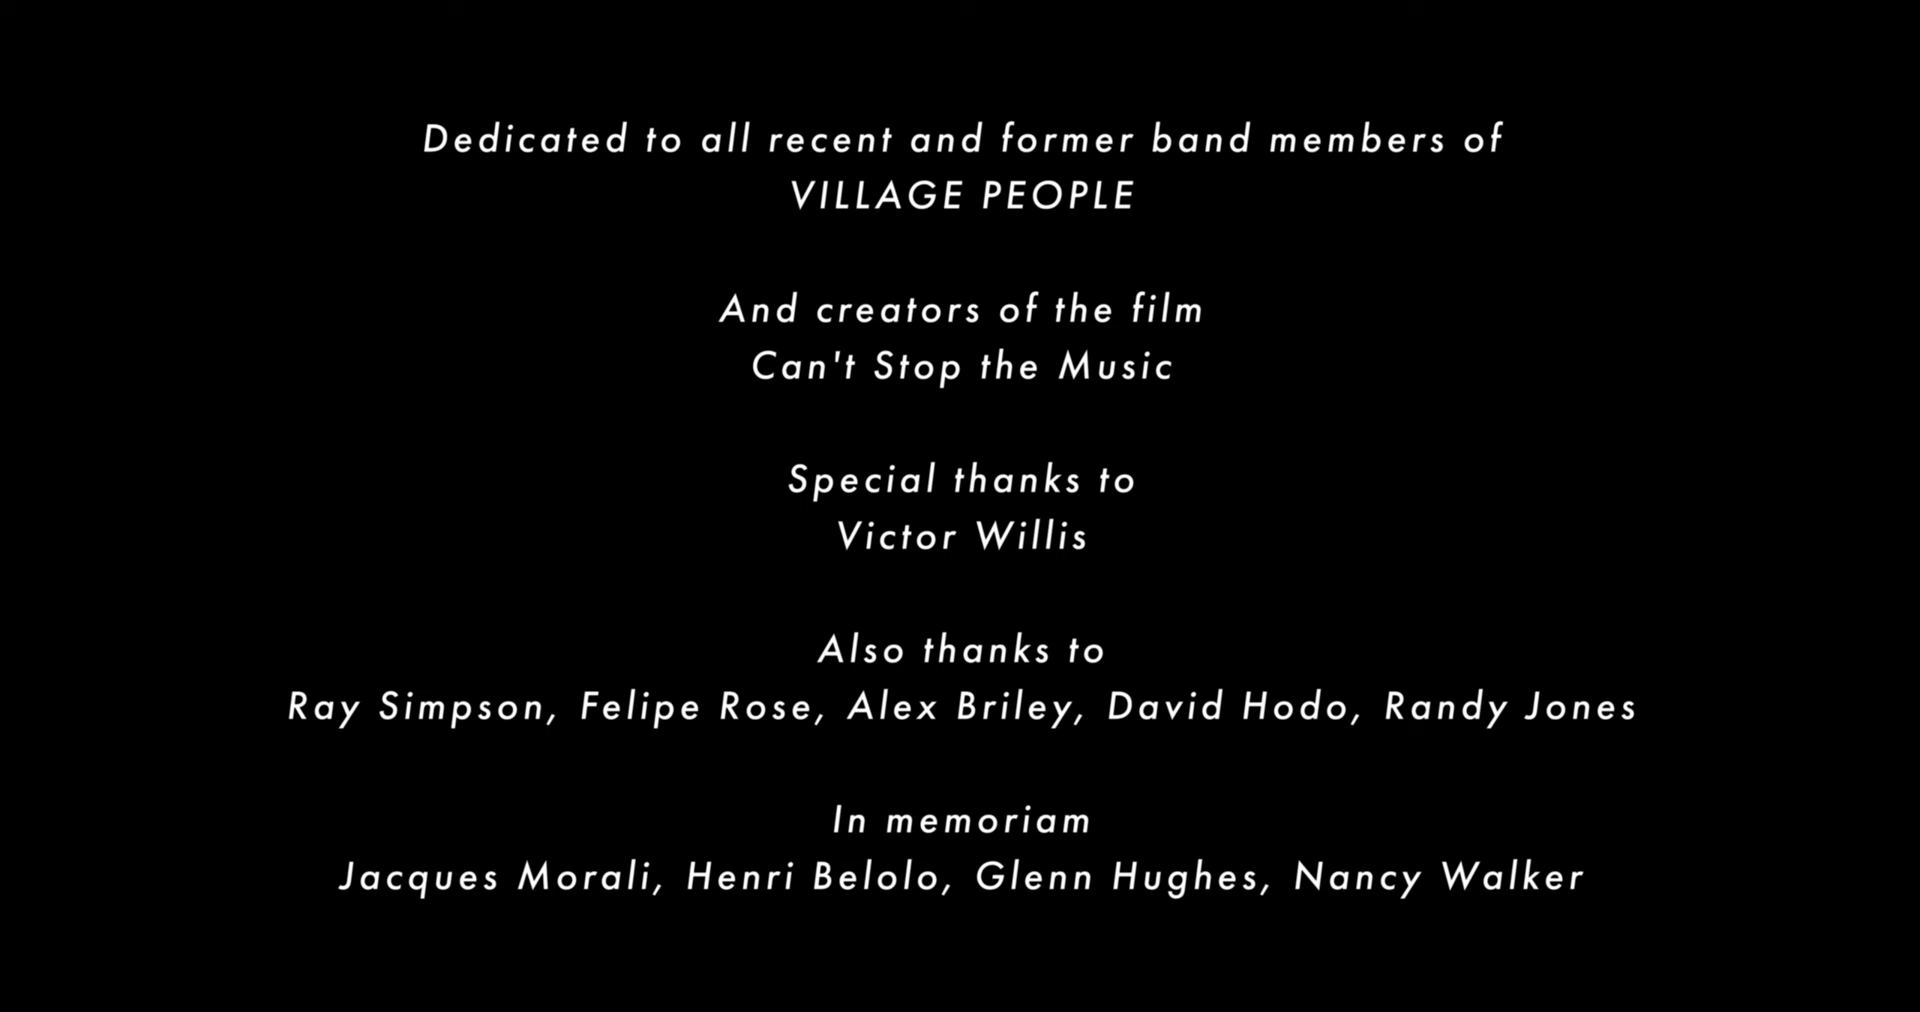 Dedicated to all recent and former band members of
VILLAGE PEOPLE
And creators of the film
Can't Stop the Music
Special thanks to
Victor Willis
Also thanks to
Ray Simpson, Felipe Rose, Alex Briley, David Hodo, Randy Jones
In memoriam
Jacques Morali, Henri Belolo, Glenn Hughes, Nancy Walker